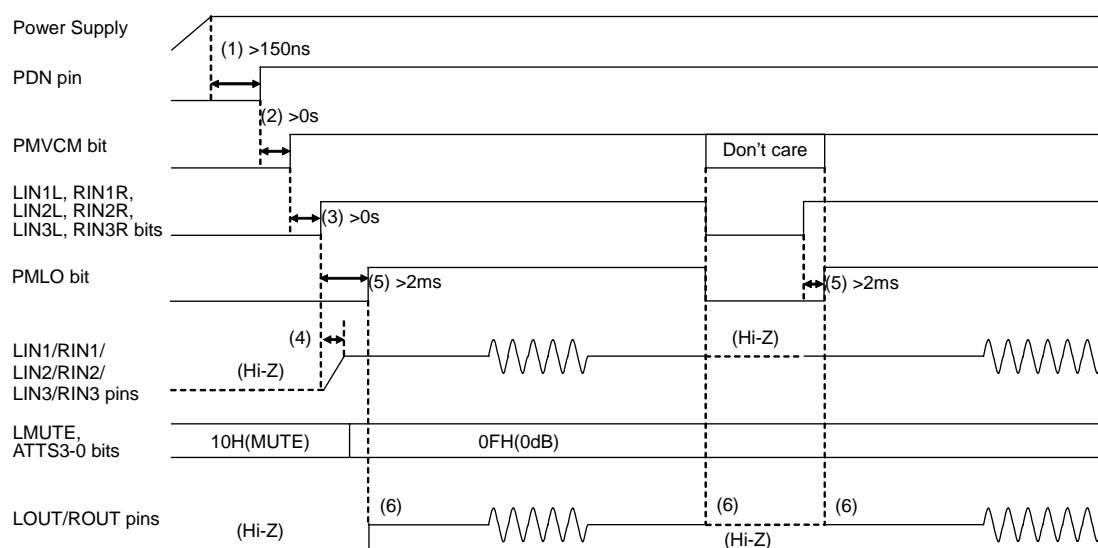 Power Supply
(1) >150ns
PDN pin
(2) >0s
PMVCM bit
Don't care
LIN1L, RIN1R,
LIN2L, RIN2R,
LIN3L, RIN3R bits
(3) >0s
PMLO bit
(5) >2ms
(5) >2ms
(4)
LIN1/RIN1/
LIN2/RIN2/
LIN3/RIN3 pins
(Hi-Z)
(Hi-Z)
LMUTE,
ATTS3-0 bits
10H(MUTE)
0FH(0dB)
LOUT/ROUT pins
(Hi-Z)
(6)
(6)
(6)
(Hi-Z)